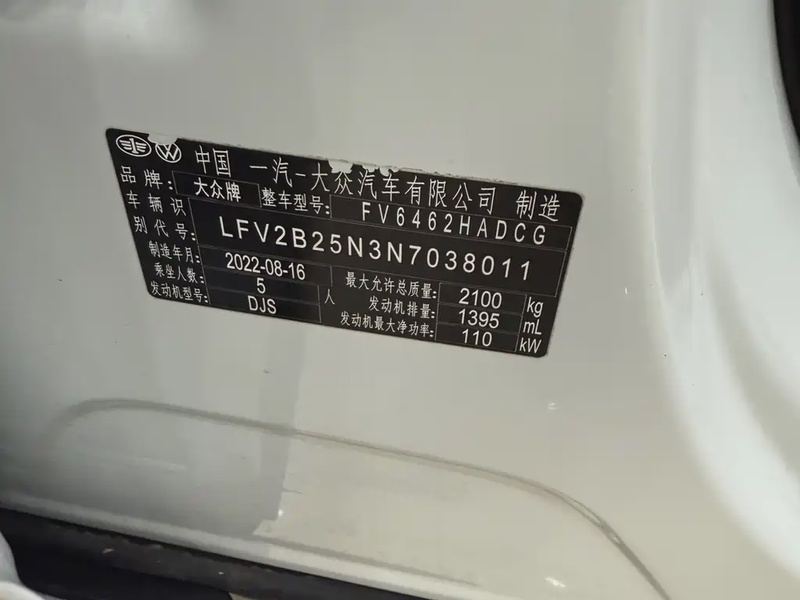 中国 一汽-大众汽车有限公司 制造
品牌: 大众牌 整车型号: FV6462HADCG
车辆识别代号: LFV2B25N3N7038011
制造年月: 2022-08-16 最大允许总质量: 2100 kg
乘坐人数: 5 人 发动机排量: 1395 mL
发动机型号: DJS 发动机最大净功率: 110 kW